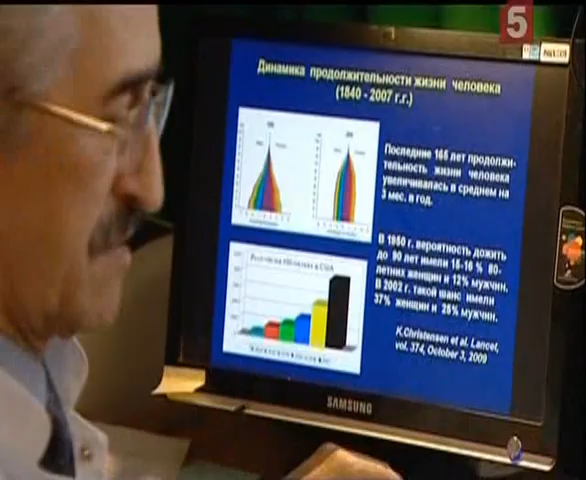 5
Динамика продолжительности жизни человека
(1840 - 2007 г.г.)
Последние 165 лет продолжи-
тельность жизни человека
увеличивалась в среднем на
3 мес. в год.
В 1950 г. вероятность дожить
до 90 лет имели 15-16 % 80-
летних женщин и 12% мужчин.
В 2002 г. такой шанс имели
37% женщин и 25% мужчин.
K.Christensen et al. Lancet,
vol. 374, October 3, 2009
SAMSUNG